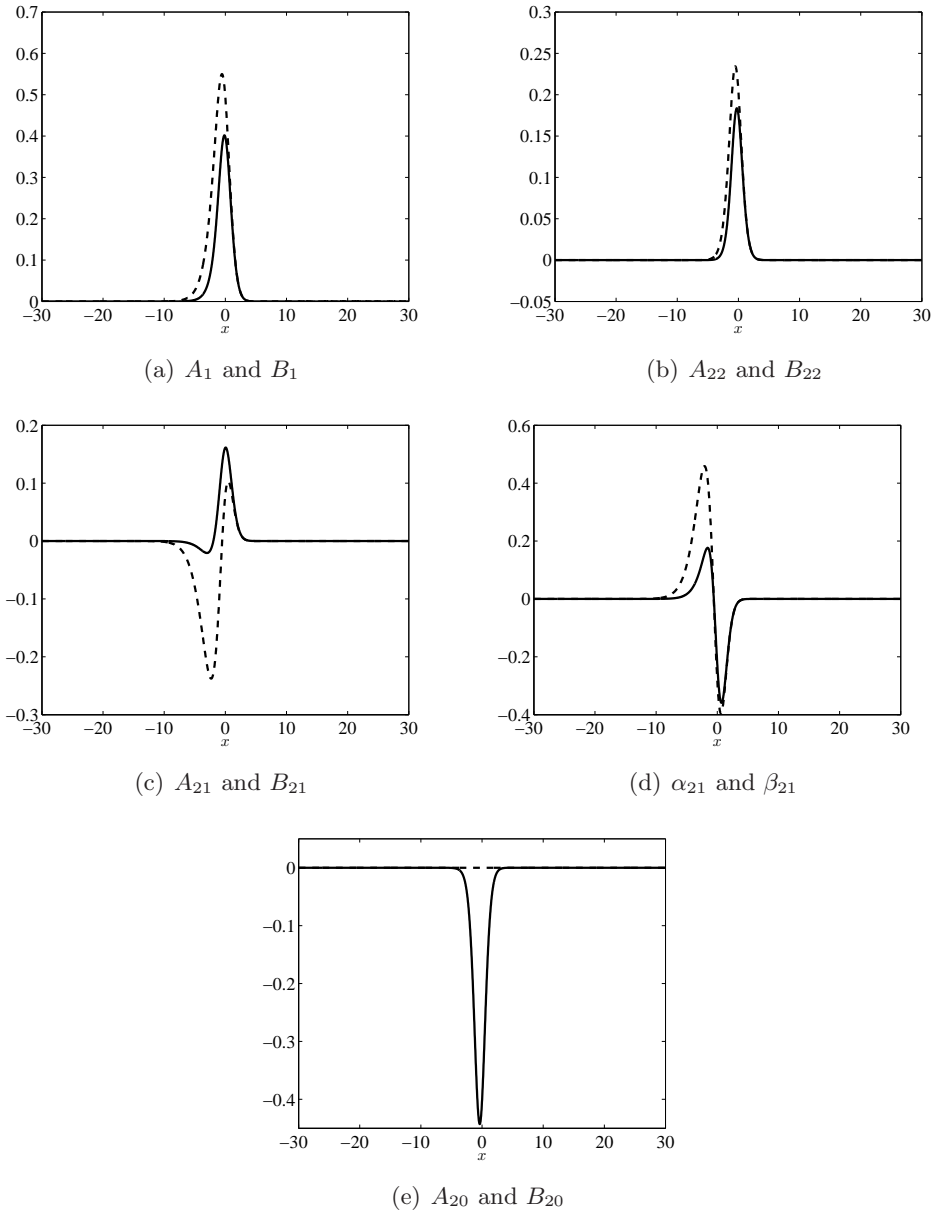 0.7
0.6
0.5
0.4
0.3
0.2
0.1
0
−30 −20 −10 0 10 20 30
x
(a) A₁ and B₁
0.3
0.25
0.2
0.15
0.1
0.05
0
−0.05
−30 −20 −10 0 10 20 30
x
(b) A₂₂ and B₂₂
0.2
0.1
0
−0.1
−0.2
−0.3
−30 −20 −10 0 10 20 30
x
(c) A₂₁ and B₂₁
0.6
0.4
0.2
0
−0.2
−0.4
−30 −20 −10 0 10 20 30
x
(d) α₂₁ and β₂₁
0
−0.1
−0.2
−0.3
−0.4
−30 −20 −10 0 10 20 30
x
(e) A₂₀ and B₂₀